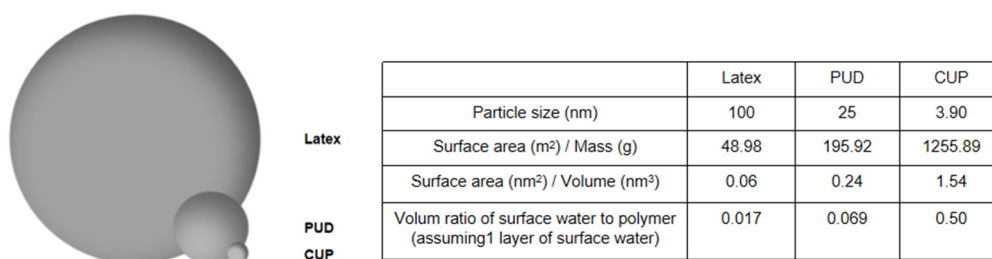 Latex
PUD
CUP
Latex PUD CUP
Particle size (nm) 100 25 3.90
Surface area (m²) / Mass (g) 48.98 195.92 1255.89
Surface area (nm²) / Volume (nm³) 0.06 0.24 1.54
Volum ratio of surface water to polymer 0.017 0.069 0.50
(assuming1 layer of surface water)